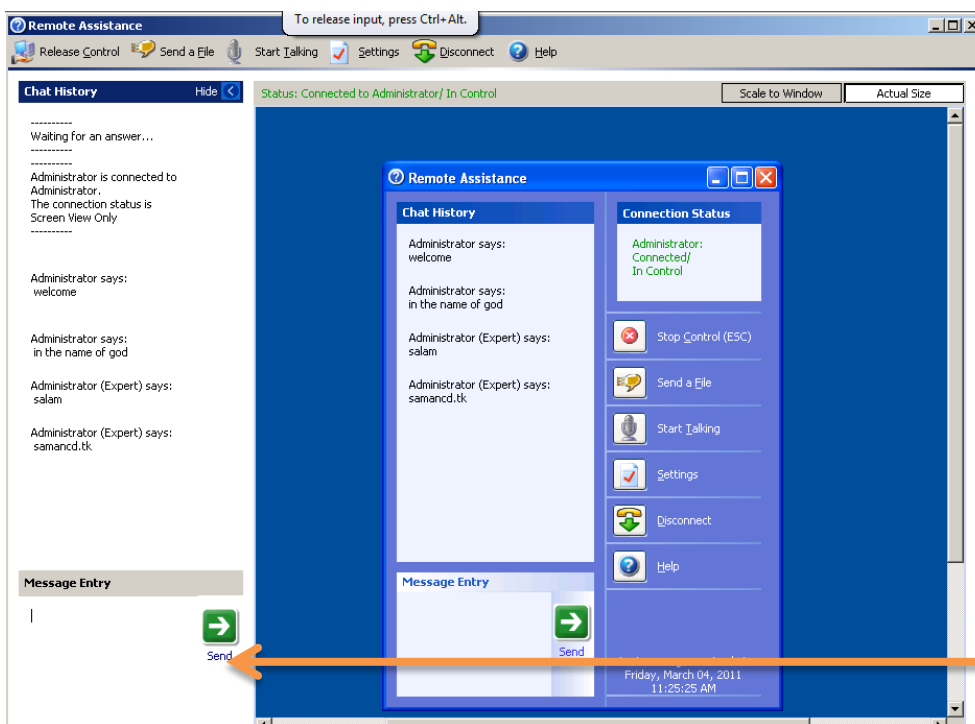 To release input, press Ctrl+Alt.
Remote Assistance
Release Control
Send a File
Start Talking
Settings
Disconnect
Help
Chat History
Hide
Status: Connected to Administrator/ In Control
Scale to Window
Actual Size
----------
Waiting for an answer...
----------
----------
Administrator is connected to
Administrator.
The connection status is
Screen View Only
----------
Administrator says:
welcome
Administrator says:
in the name of god
Administrator (Expert) says:
salam
Administrator (Expert) says:
samancd.tk
Message Entry
Send
Remote Assistance
Chat History
Administrator says:
welcome
Administrator says:
in the name of god
Administrator (Expert) says:
salam
Administrator (Expert) says:
samancd.tk
Message Entry
Send
Connection Status
Administrator:
Connected/
In Control
Stop Control (ESC)
Send a File
Start Talking
Settings
Disconnect
Help
Friday, March 04, 2011
11:25:25 AM